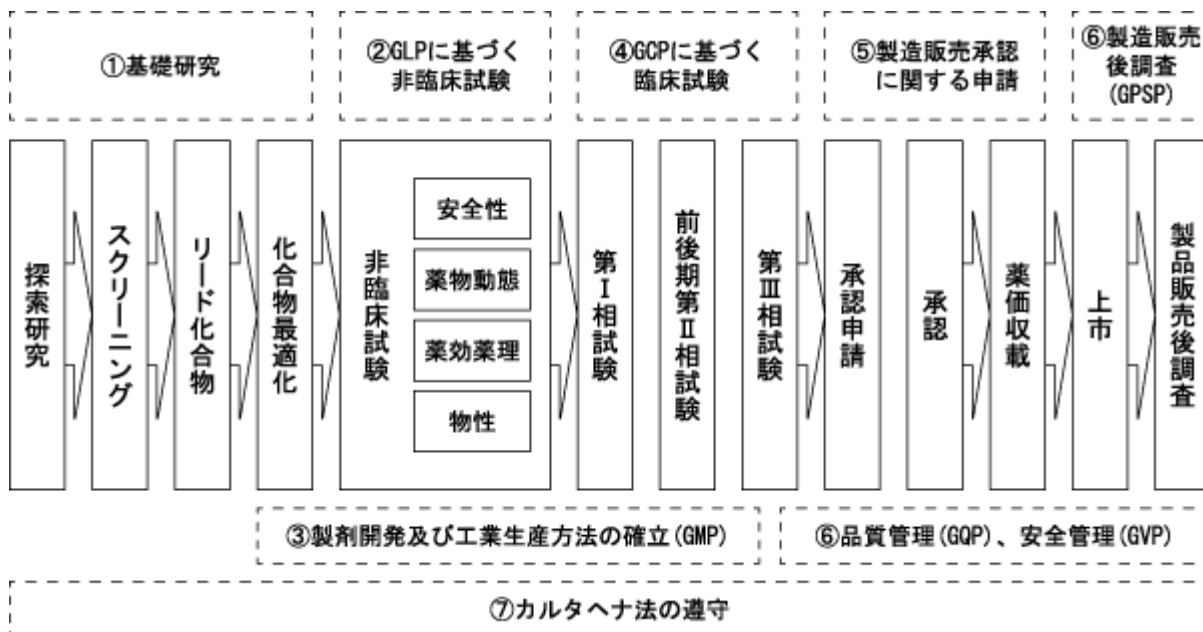 ①基礎研究
②GLPに基づく
非臨床試験
④GCPに基づく
臨床試験
⑤製造販売承認
に関する申請
⑥製造販売
後調査
(GPSP)
探索研究
スクリーニング
リード化合物
化合物最適化
非臨床試験
安全性
薬物動態
薬効薬理
物性
第Ⅰ相試験
前後期第Ⅱ相試験
第Ⅲ相試験
承認申請
承認
薬価収載
上市
製品販売後調査
③製剤開発及び工業生産方法の確立(GMP)
⑥品質管理(GQP)、安全管理(GVP)
⑦カルタヘナ法の遵守